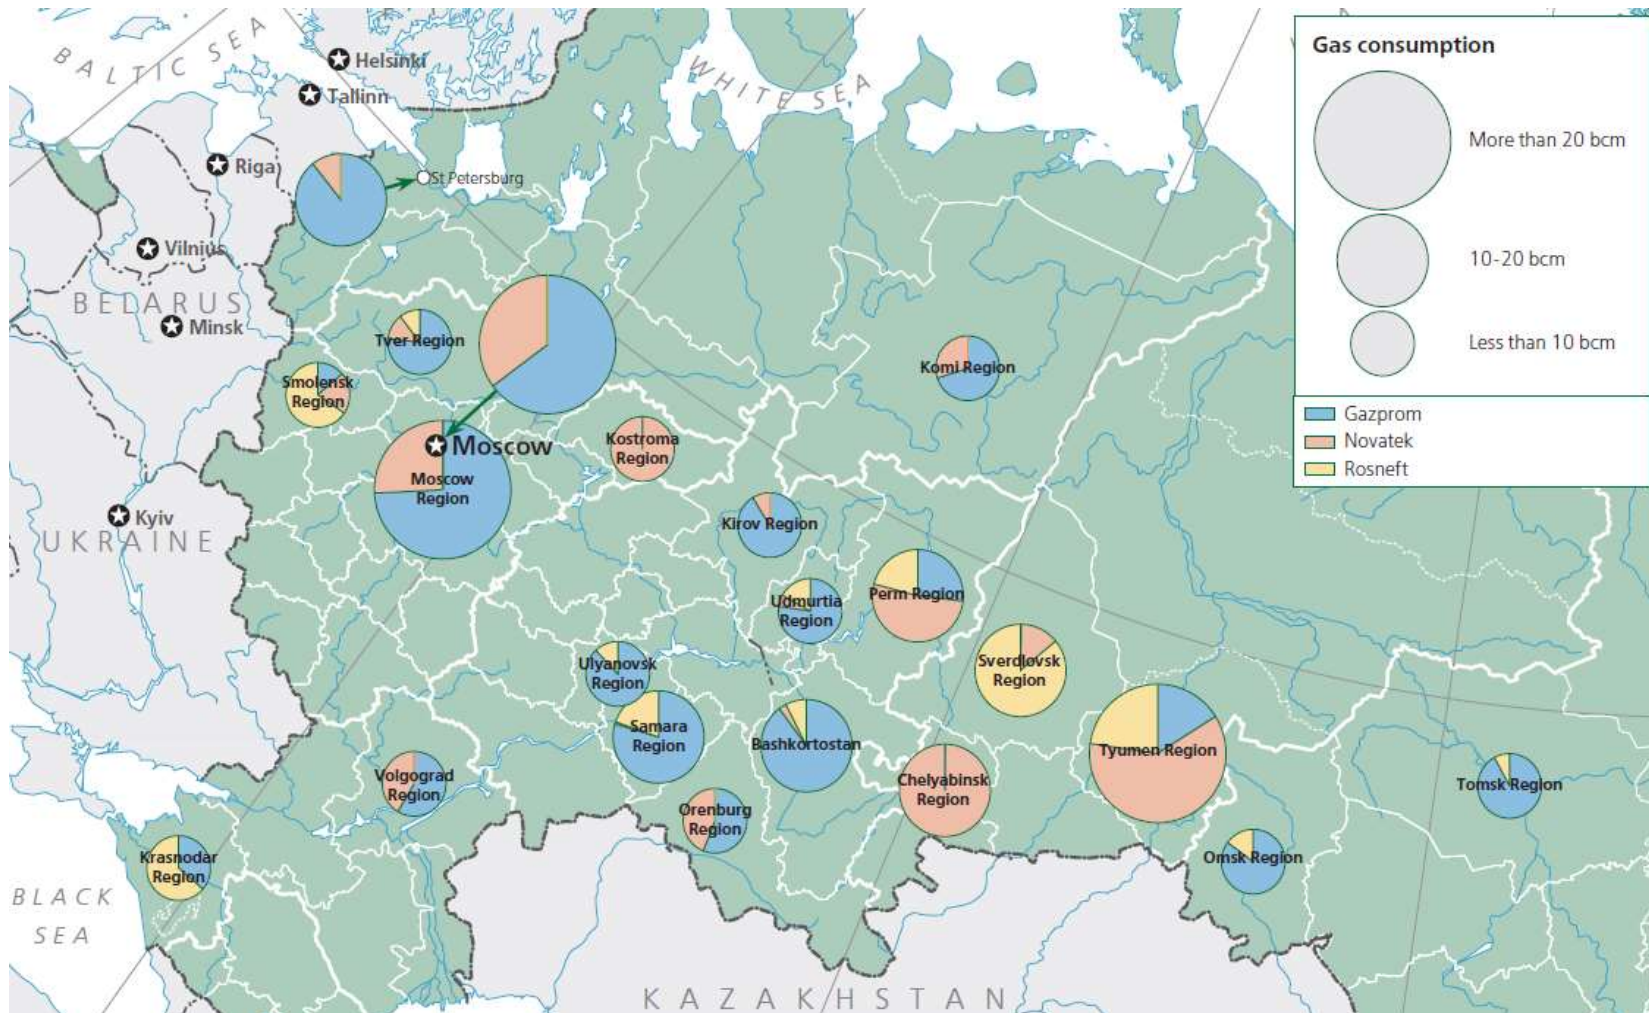 BALTIC SEA
Helsinki
Tallinn
WHITE SEA
Riga
St Petersburg
Vilnius
BELARUS
Minsk
Tver Region
Smolensk
Region
Komi Region
Moscow
Moscow
Region
Kostroma
Region
Kyiv
UKRAINE
Kirov Region
Udmurtia
Region
Perm Region
Sverdlovsk
Region
Ulyanovsk
Region
Samara
Region
Bashkortostan
Tyumen Region
Chelyabinsk
Region
Volgograd
Region
Orenburg
Region
Tomsk Region
Omsk Region
Krasnodar
Region
BLACK
SEA
KAZAKHSTAN
Gas consumption
More than 20 bcm
10-20 bcm
Less than 10 bcm
Gazprom
Novatek
Rosneft